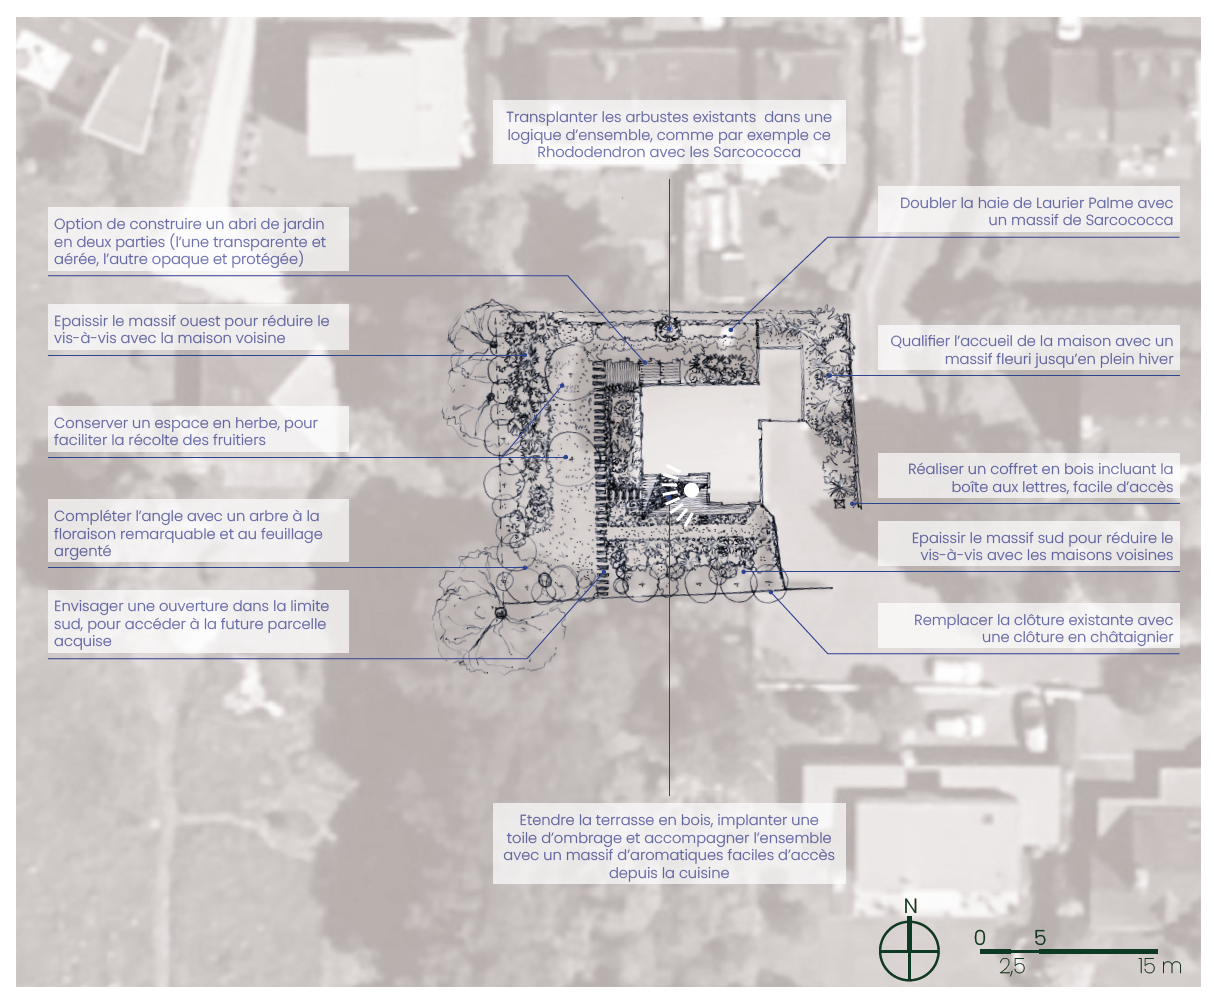 Transplanter les arbustes existants dans une
logique d'ensemble, comme par exemple ce
Rhododendron avec les Sarcococca
Option de construire un abri de jardin
en deux parties (l'une transparente et
aérée, l'autre opaque et protégée)
Epaissir le massif ouest pour réduire le
vis-à-vis avec la maison voisine
Conserver un espace en herbe, pour
faciliter la récolte des fruitiers
Compléter l'angle avec un arbre à la
floraison remarquable et au feuillage
argenté
Envisager une ouverture dans la limite
sud, pour accéder à la future parcelle
acquise
Doubler la haie de Laurier Palme avec
un massif de Sarcococca
Qualifier l'accueil de la maison avec un
massif fleuri jusqu'en plein hiver
Réaliser un coffret en bois incluant la
boîte aux lettres, facile d'accès
Epaissir le massif sud pour réduire le
vis-à-vis avec les maisons voisines
Remplacer la clôture existante avec
une clôture en châtaignier
Etendre la terrasse en bois, implanter une
toile d'ombrage et accompagner l'ensemble
avec un massif d'aromatiques faciles d'accès
depuis la cuisine
N
0 5
2,5 15 m